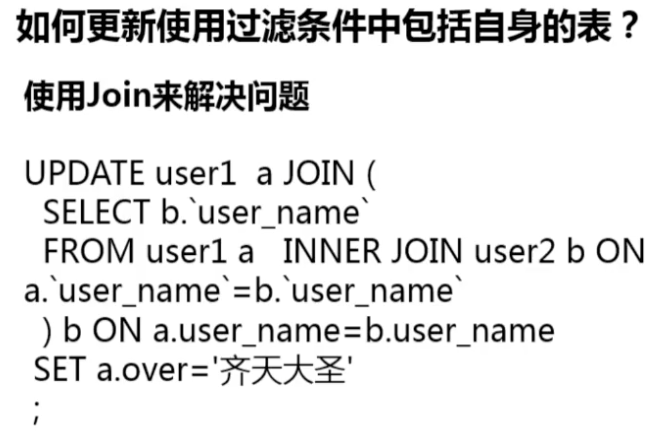 如何更新使用过滤条件中包括自身的表？
使用Join来解决问题
UPDATE user1  a JOIN (
  SELECT b.`user_name`
  FROM user1 a   INNER JOIN user2 b ON
a.`user_name`=b.`user_name`
  ) b ON a.user_name=b.user_name
 SET a.over='齐天大圣'
 ;